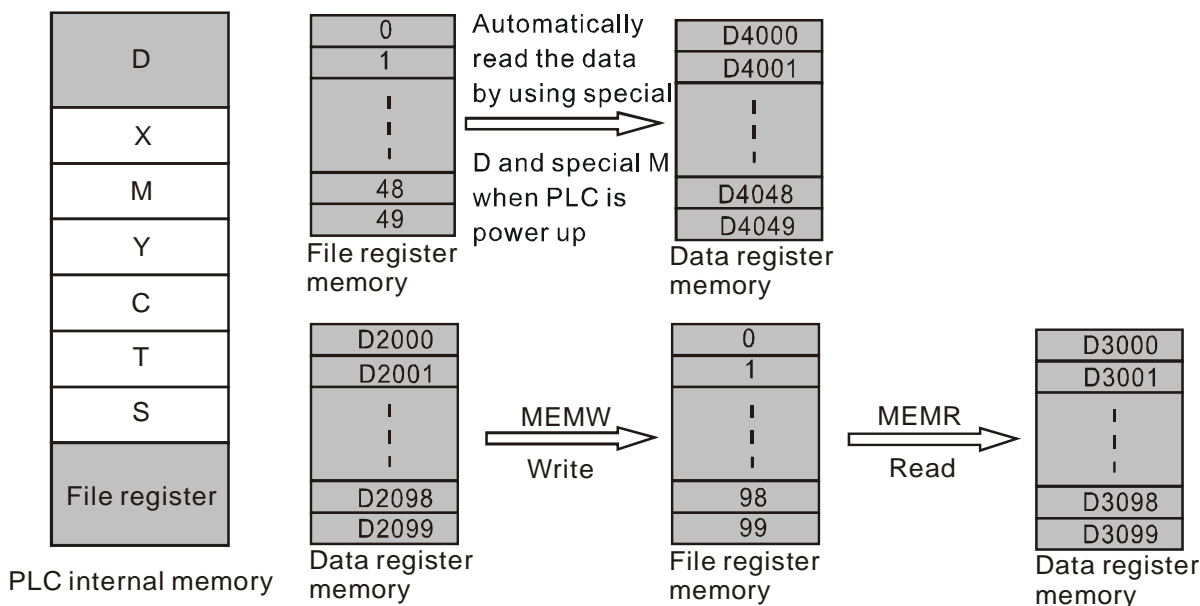 D
X
M
Y
C
T
S
File register
PLC internal memory
0
1
48
49
File register
memory
Automatically
read the data
by using special
D and special M
when PLC is
power up
D4000
D4001
D4048
D4049
Data register
memory
D2000
D2001
D2098
D2099
Data register
memory
MEMW
Write
0
1
98
99
File register
memory
MEMR
Read
D3000
D3001
D3098
D3099
Data register
memory